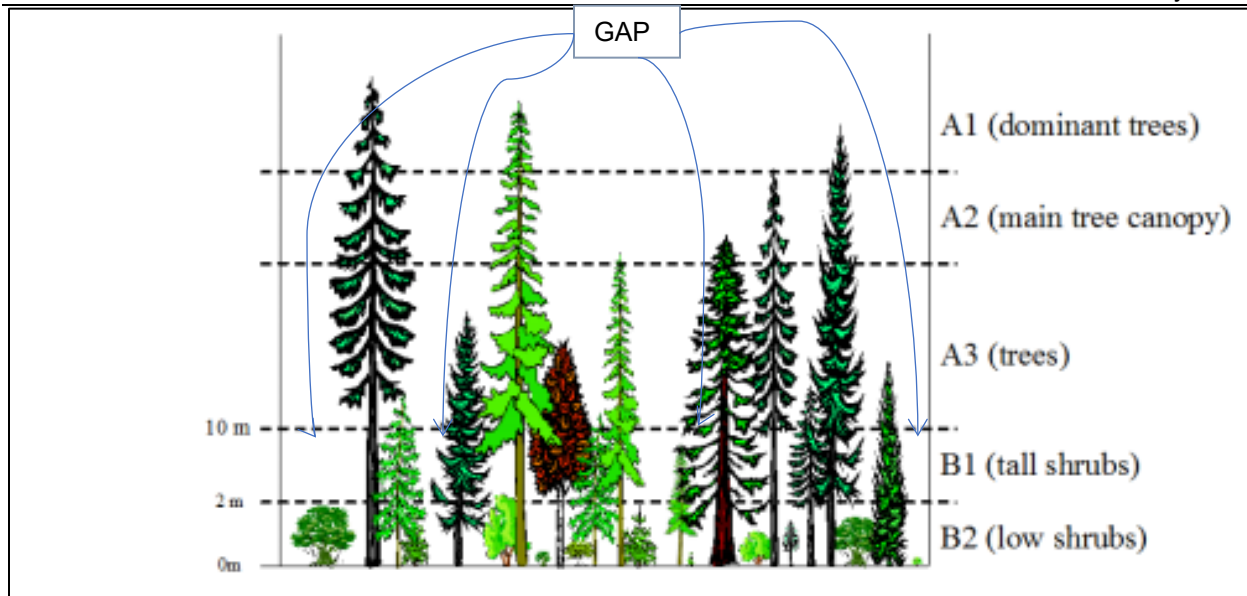 GAP
A1 (dominant trees)
A2 (main tree canopy)
A3 (trees)
10 m
B1 (tall shrubs)
2 m
B2 (low shrubs)
0m